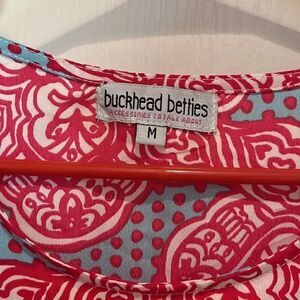 buckhead betties
ACCESSORIES TO TALK ABOUT
M